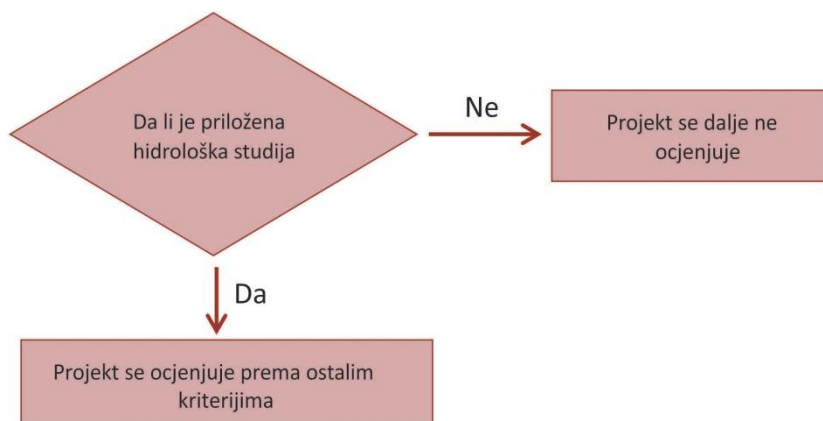 Da li je priložena
hidrološka studija
Ne
Projekt se dalje ne
ocjenjuje
Da
Projekt se ocjenjuje prema ostalim
kriterijima